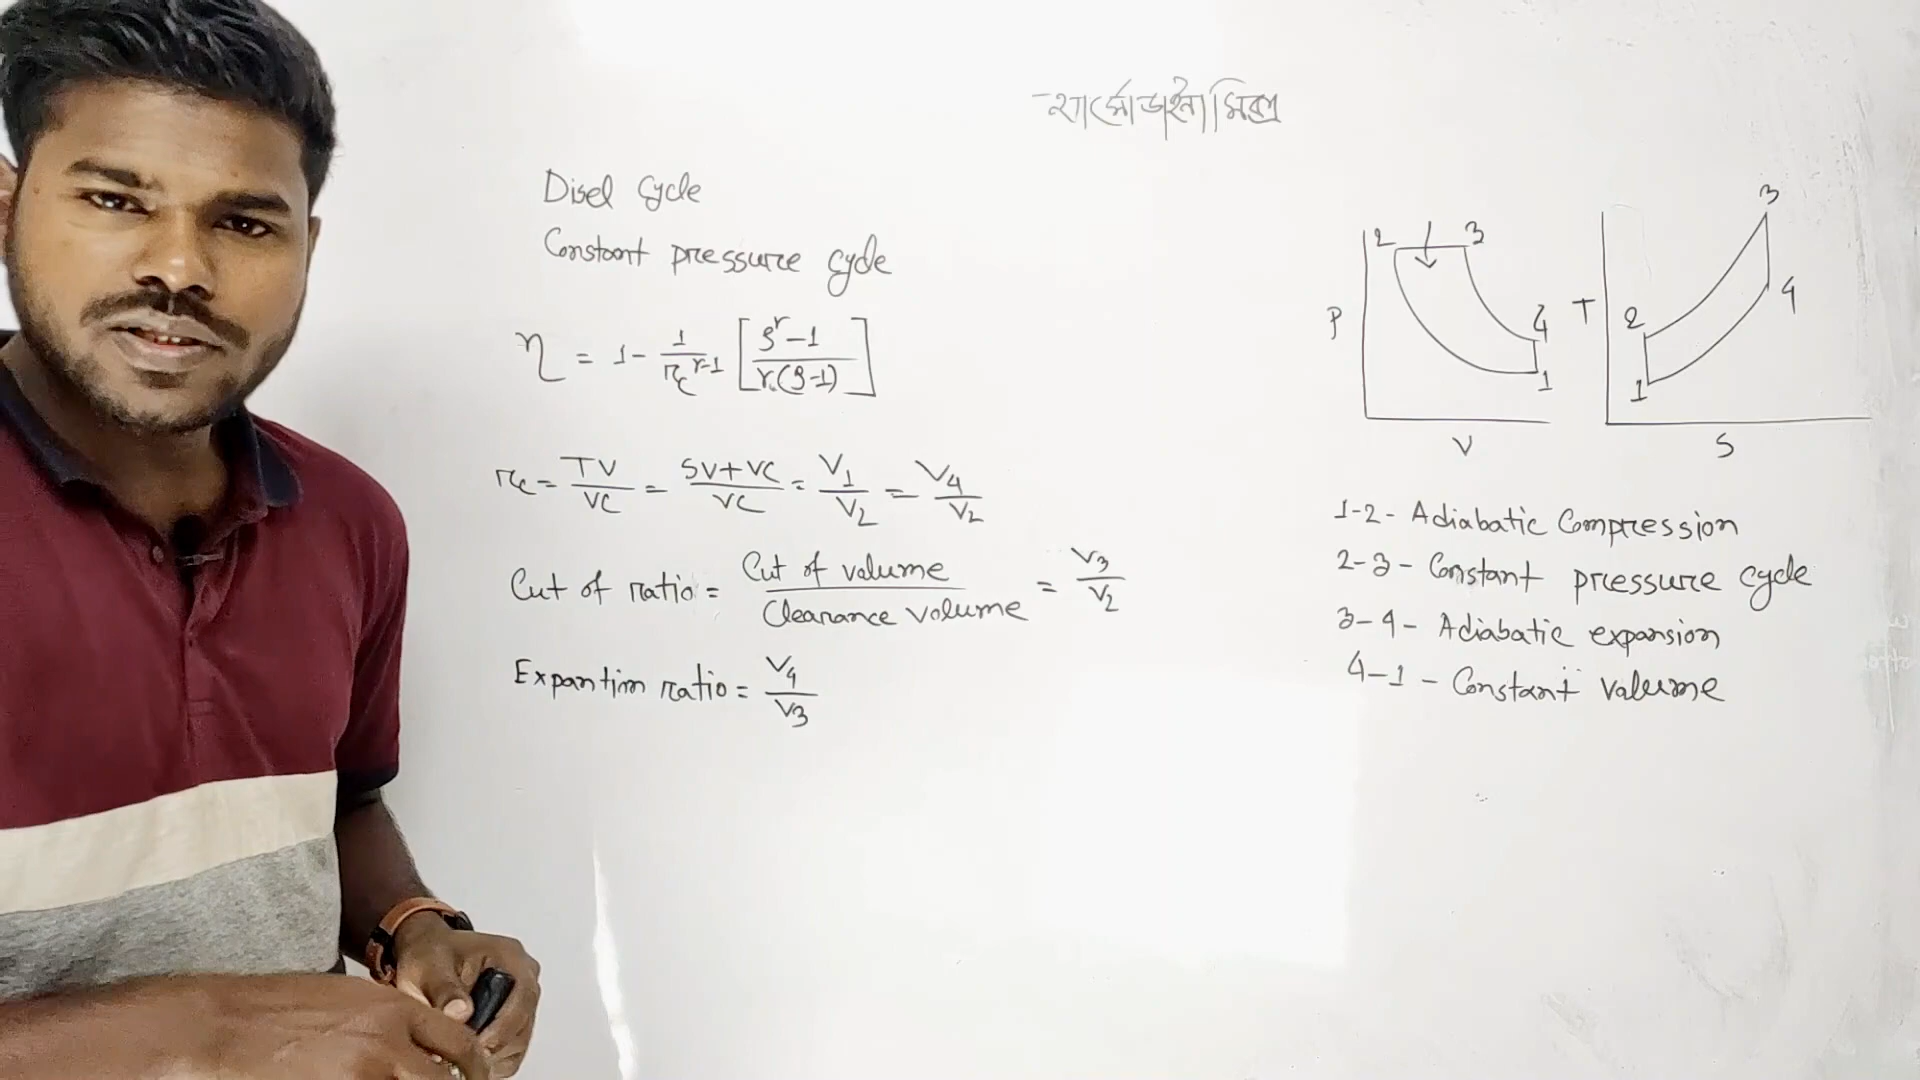 থার্মোডাইনামিক্স
Disel Cycle
Constant pressure cycle
η = 1 - 1/rc^γ-1 [ρ^γ - 1 / γ(ρ-1)]
rc = TV/VC = SV+VC/VC = V1/V2 = V4/V2
Cut of ratio = Cut of volume/Clearance volume = V3/V2
Expantion ratio = V4/V3
P 2 3 4 1 V
T 2 3 4 1 S
1-2- Adiabatic Compression
2-3- Constant pressure cycle
3-4- Adiabatic expansion
4-1 - Constant volume